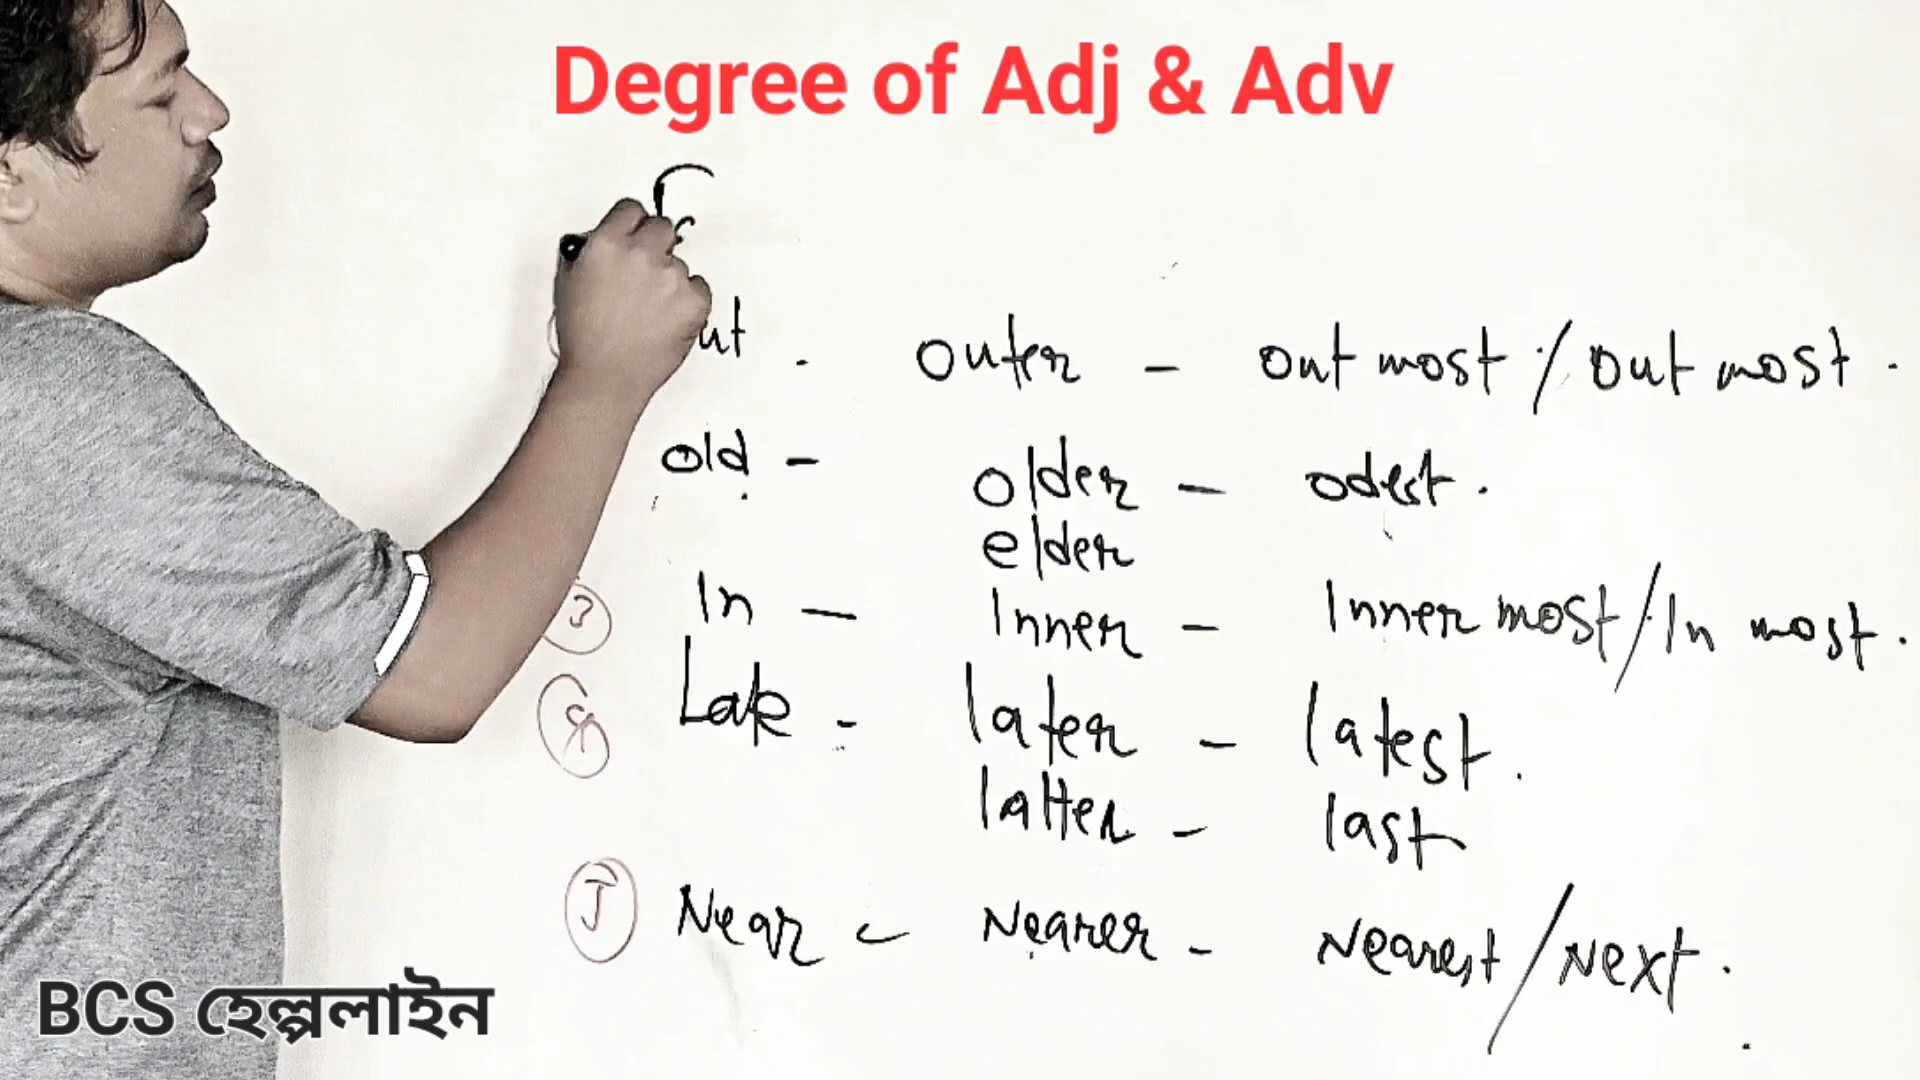 Degree of Adj & Adv
ut . outer - out most / out most .
old - older - odest .
elder
In - Inner - Inner most / In most .
Late - later - latest .
latter - last
Near - Nearer - Nearest / Next .
BCS হেল্পলাইন